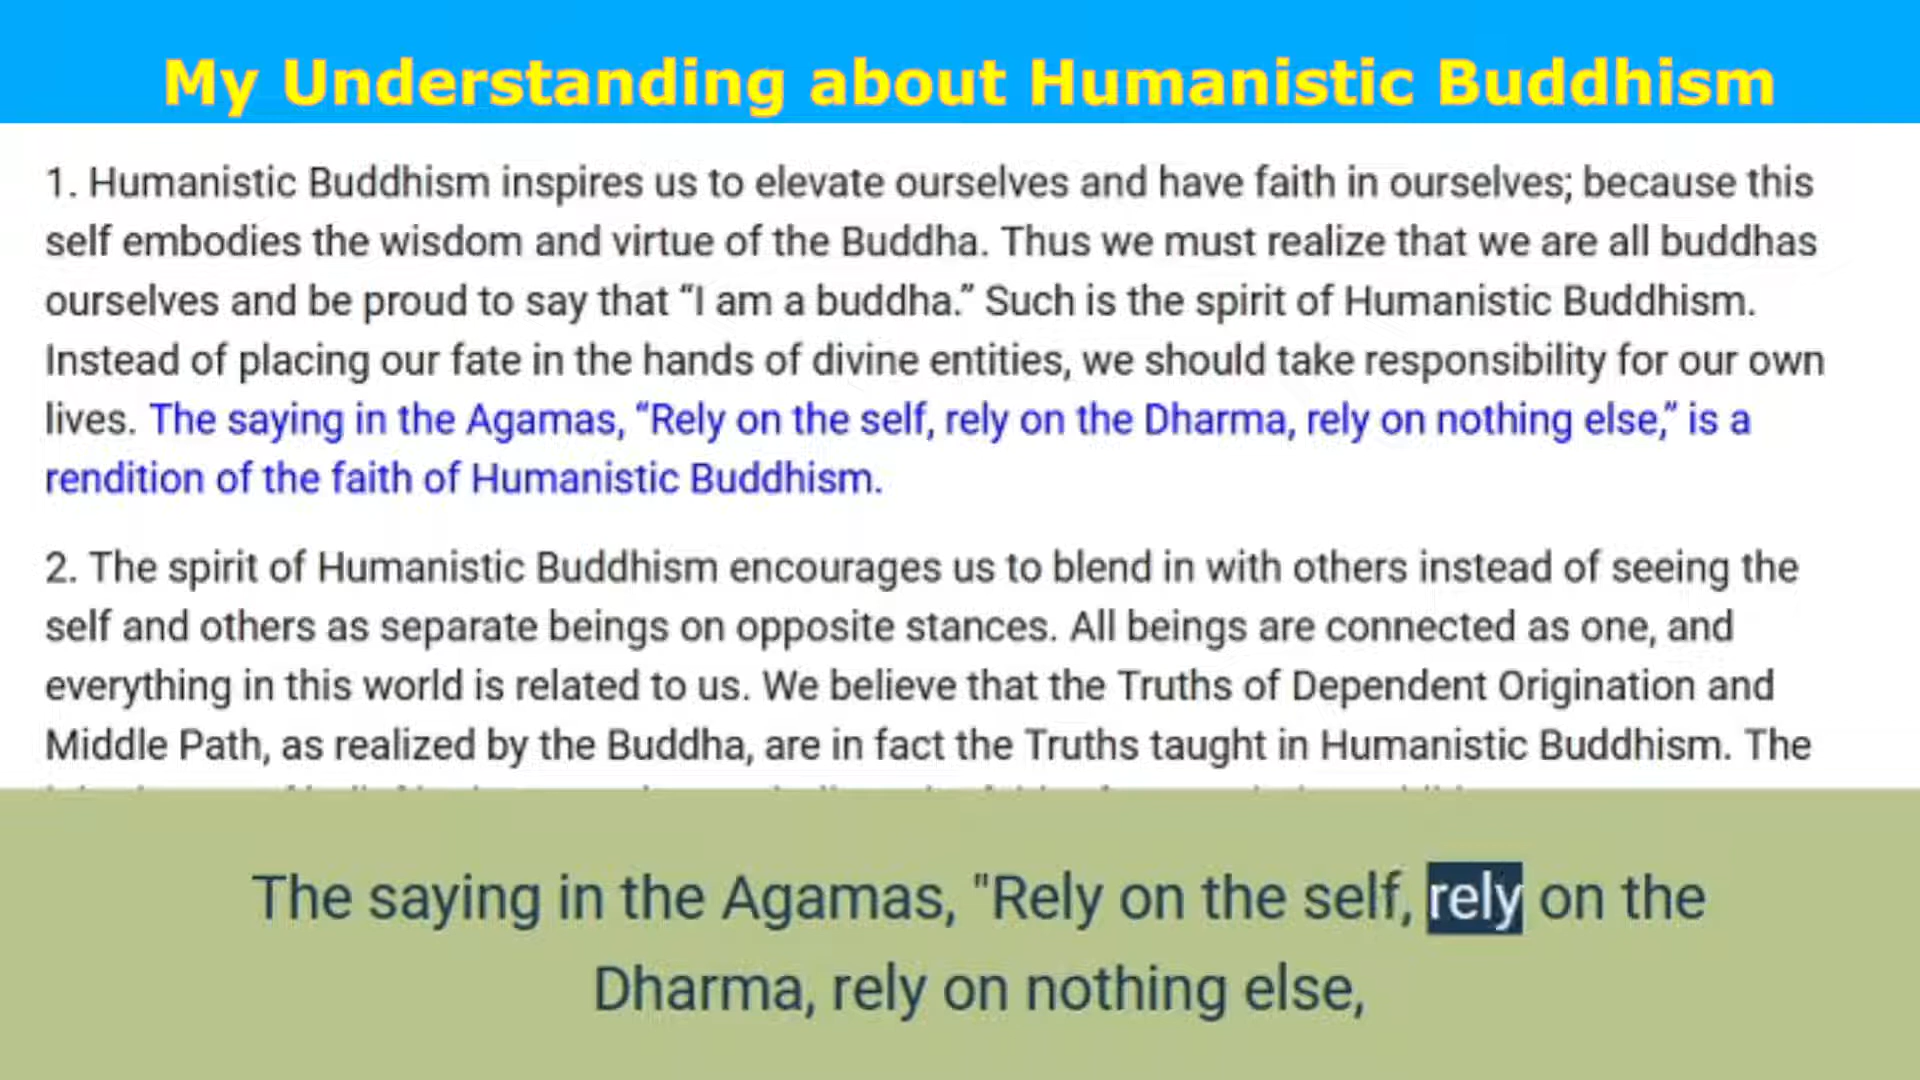 My Understanding about Humanistic Buddhism
1. Humanistic Buddhism inspires us to elevate ourselves and have faith in ourselves; because this
self embodies the wisdom and virtue of the Buddha. Thus we must realize that we are all buddhas
ourselves and be proud to say that “I am a buddha.” Such is the spirit of Humanistic Buddhism.
Instead of placing our fate in the hands of divine entities, we should take responsibility for our own
lives. The saying in the Agamas, “Rely on the self, rely on the Dharma, rely on nothing else,” is a
rendition of the faith of Humanistic Buddhism.
2. The spirit of Humanistic Buddhism encourages us to blend in with others instead of seeing the
self and others as separate beings on opposite stances. All beings are connected as one, and
everything in this world is related to us. We believe that the Truths of Dependent Origination and
Middle Path, as realized by the Buddha, are in fact the Truths taught in Humanistic Buddhism. The
The saying in the Agamas, "Rely on the self, rely on the
Dharma, rely on nothing else,